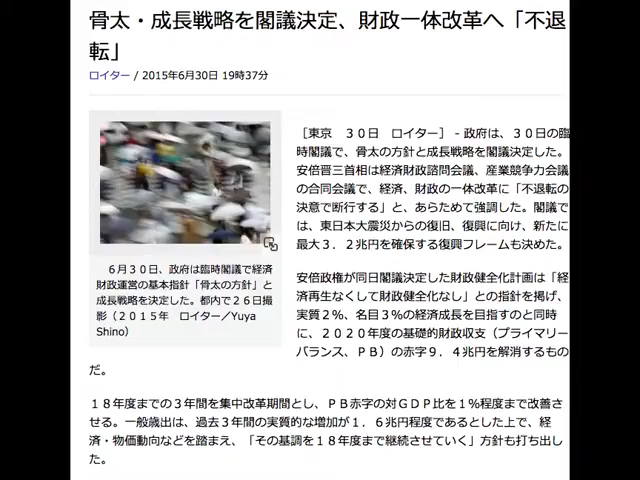 骨太・成長戦略を閣議決定、財政一体改革へ「不退
転」
ロイター / 2015年6月30日 19時37分
［東京　３０日　ロイター］ - 政府は、３０日の臨
時閣議で、骨太の方針と成長戦略を閣議決定した。
安倍晋三首相は経済財政諮問会議、産業競争力会議
の合同会議で、経済、財政の一体改革に「不退転の
決意で断行する」と、あらためて強調した。閣議で
は、東日本大震災からの復旧、復興に向け、新たに
最大３．２兆円を確保する復興フレームも決めた。
６月３０日、政府は臨時閣議で経済
財政運営の基本指針「骨太の方針」と
成長戦略を決定した。都内で２６日撮
影（２０１５年　ロイター／Yuya
Shino）
安倍政権が同日閣議決定した財政健全化計画は「経
済再生なくして財政健全化なし」との指針を掲げ、
実質２％、名目３％の経済成長を目指すのと同時
に、２０２０年度の基礎的財政収支（プライマリー
バランス、ＰＢ）の赤字９．４兆円を解消するもの
だ。
１８年度までの３年間を集中改革期間とし、ＰＢ赤字の対ＧＤＰ比を１％程度まで改善さ
せる。一般歳出は、過去３年間の実質的な増加が１．６兆円程度であるとした上で、経
済・物価動向などを踏まえ、「その基調を１８年度まで継続させていく」方針も打ち出し
た。